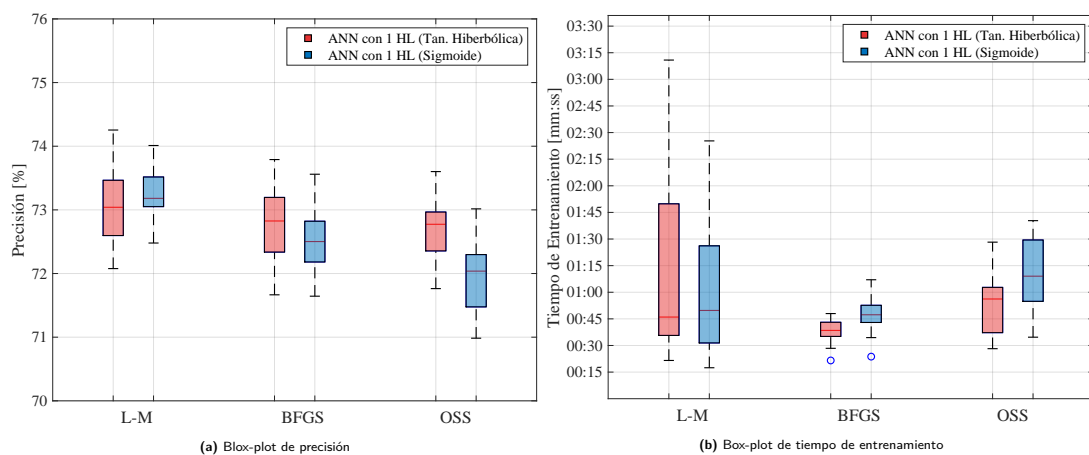 76
75
74
73
72
71
70
Precisión [%]
ANN con 1 HL (Tan. Hiberbólica)
ANN con 1 HL (Sigmoide)
L-M
BFGS
OSS
(a) Blox-plot de precisión
03:30
03:15
03:00
02:45
02:30
02:15
02:00
01:45
01:30
01:15
01:00
00:45
00:30
00:15
Tiempo de Entrenamiento [mm:ss]
ANN con 1 HL (Tan. Hiberbólica)
ANN con 1 HL (Sigmoide)
L-M
BFGS
OSS
(b) Box-plot de tiempo de entrenamiento